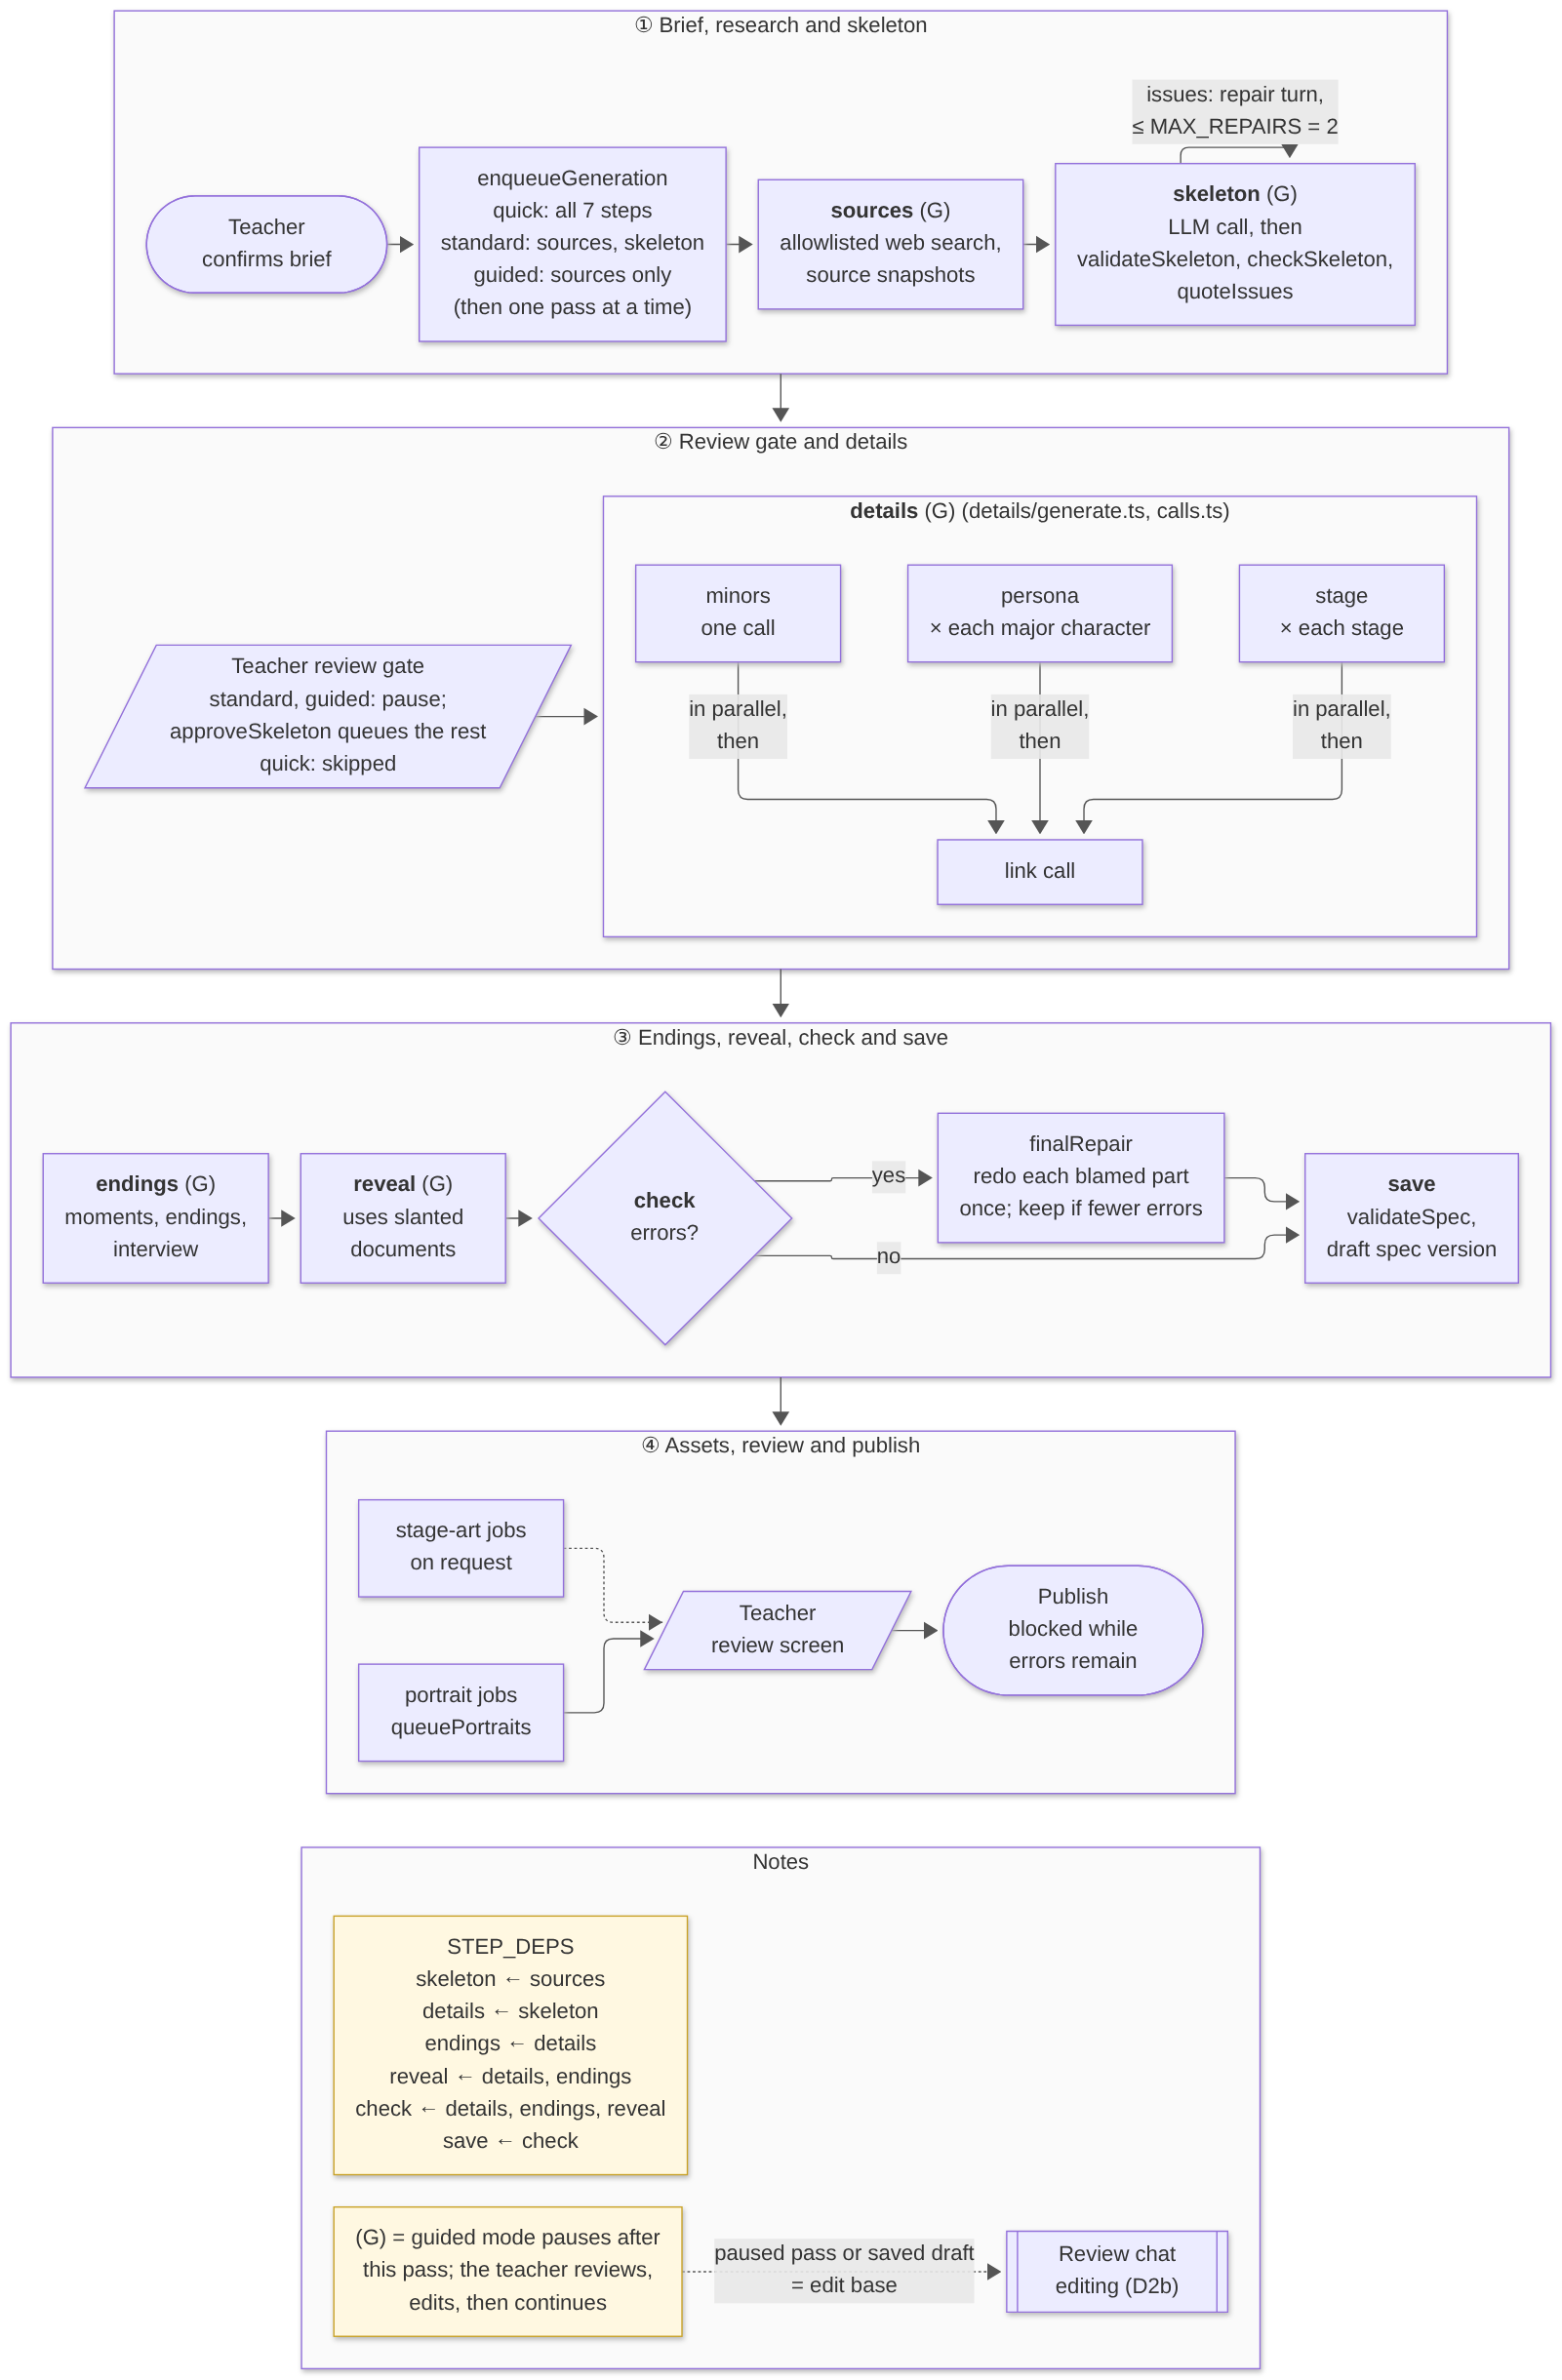 ① Brief, research and skeleton
issues: repair turn,
≤ MAX_REPAIRS = 2
Teacher
confirms brief
enqueueGeneration
quick: all 7 steps
standard: sources, skeleton
guided: sources only
(then one pass at a time)
sources (G)
allowlisted web search,
source snapshots
skeleton (G)
LLM call, then
validateSkeleton, checkSkeleton,
quoteIssues
② Review gate and details
Teacher review gate
standard, guided: pause;
approveSkeleton queues the rest
quick: skipped
details (G) (details/generate.ts, calls.ts)
minors
one call
persona
× each major character
stage
× each stage
in parallel,
then
in parallel,
then
in parallel,
then
link call
③ Endings, reveal, check and save
endings (G)
moments, endings,
interview
reveal (G)
uses slanted
documents
check
errors?
yes
no
finalRepair
redo each blamed part
once; keep if fewer errors
save
validateSpec,
draft spec version
④ Assets, review and publish
stage-art jobs
on request
portrait jobs
queuePortraits
Teacher
review screen
Publish
blocked while
errors remain
Notes
STEP_DEPS
skeleton ← sources
details ← skeleton
endings ← details
reveal ← details, endings
check ← details, endings, reveal
save ← check
(G) = guided mode pauses after
this pass; the teacher reviews,
edits, then continues
paused pass or saved draft
= edit base
Review chat
editing (D2b)